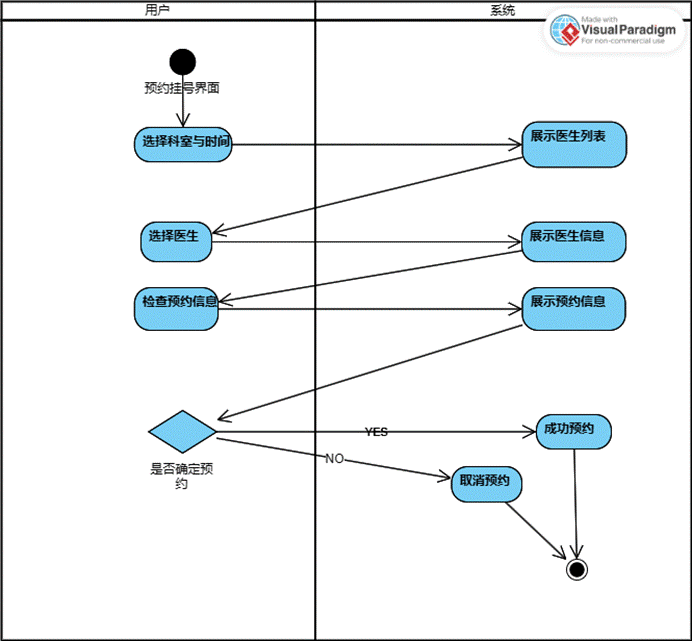 用户
系统
Made with
VisualParadigm
For non-commercial use
预约挂号界面
选择科室与时间
展示医生列表
选择医生
展示医生信息
检查预约信息
展示预约信息
YES
成功预约
是否确定预
约
NO
取消预约